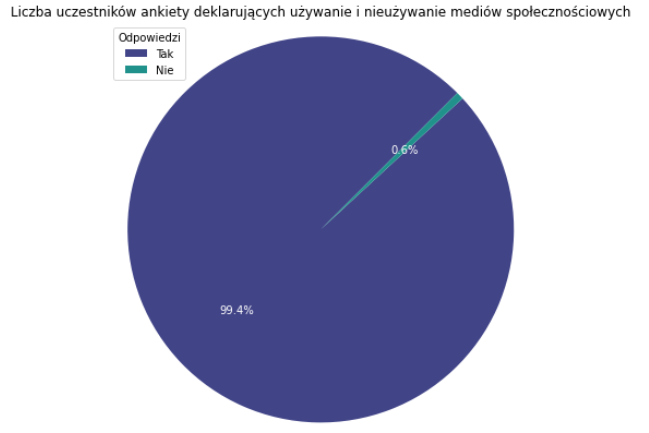 Liczba uczestników ankiety deklarujących używanie i nieużywanie mediów społecznościowych
Odpowiedzi
Tak
Nie
0.6%
99.4%